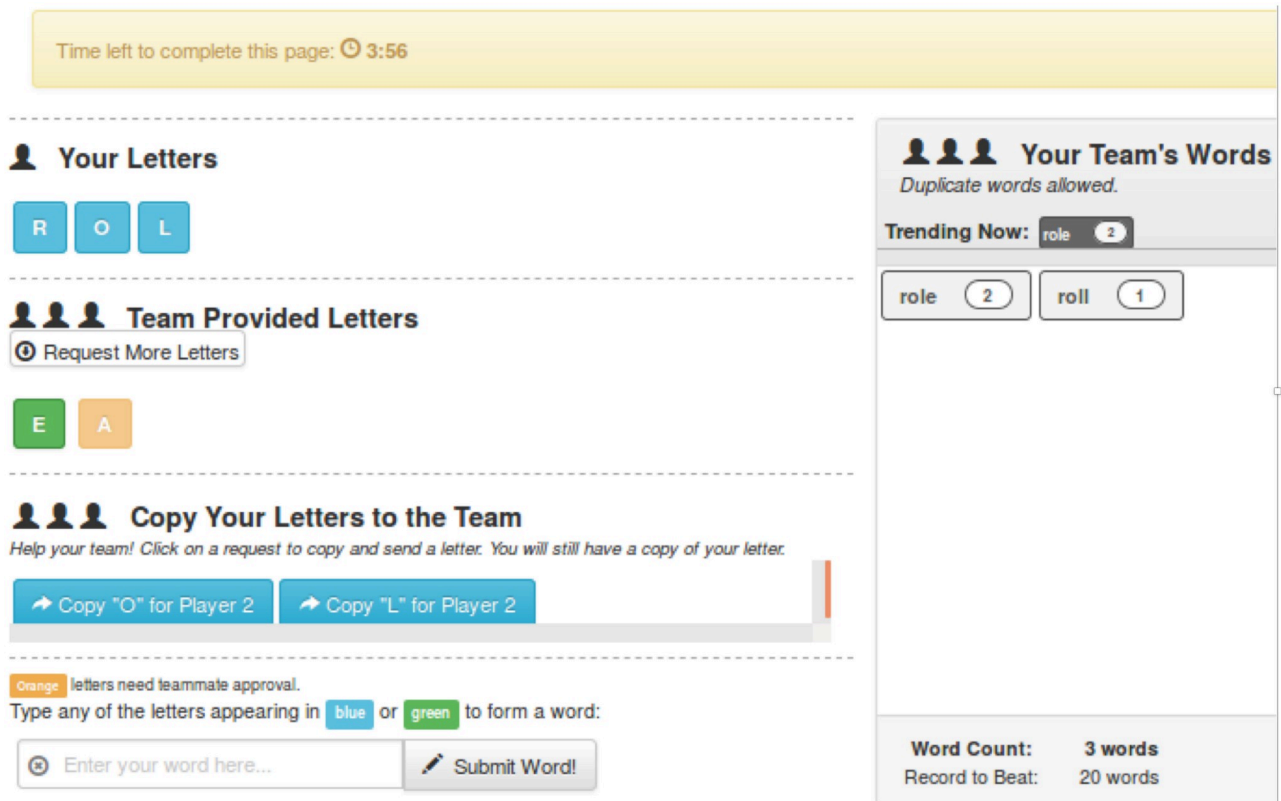 Time left to complete this page: 3:56
Your Letters
R O L
Team Provided Letters
Request More Letters
E A
Copy Your Letters to the Team
Help your team! Click on a request to copy and send a letter. You will still have a copy of your letter.
Copy "O" for Player 2 Copy "L" for Player 2
Orange letters need teammate approval.
Type any of the letters appearing in blue or green to form a word:
Enter your word here... Submit Word!
Your Team's Words
Duplicate words allowed.
Trending Now: role 2
role 2 roll 1
Word Count: 3 words
Record to Beat: 20 words